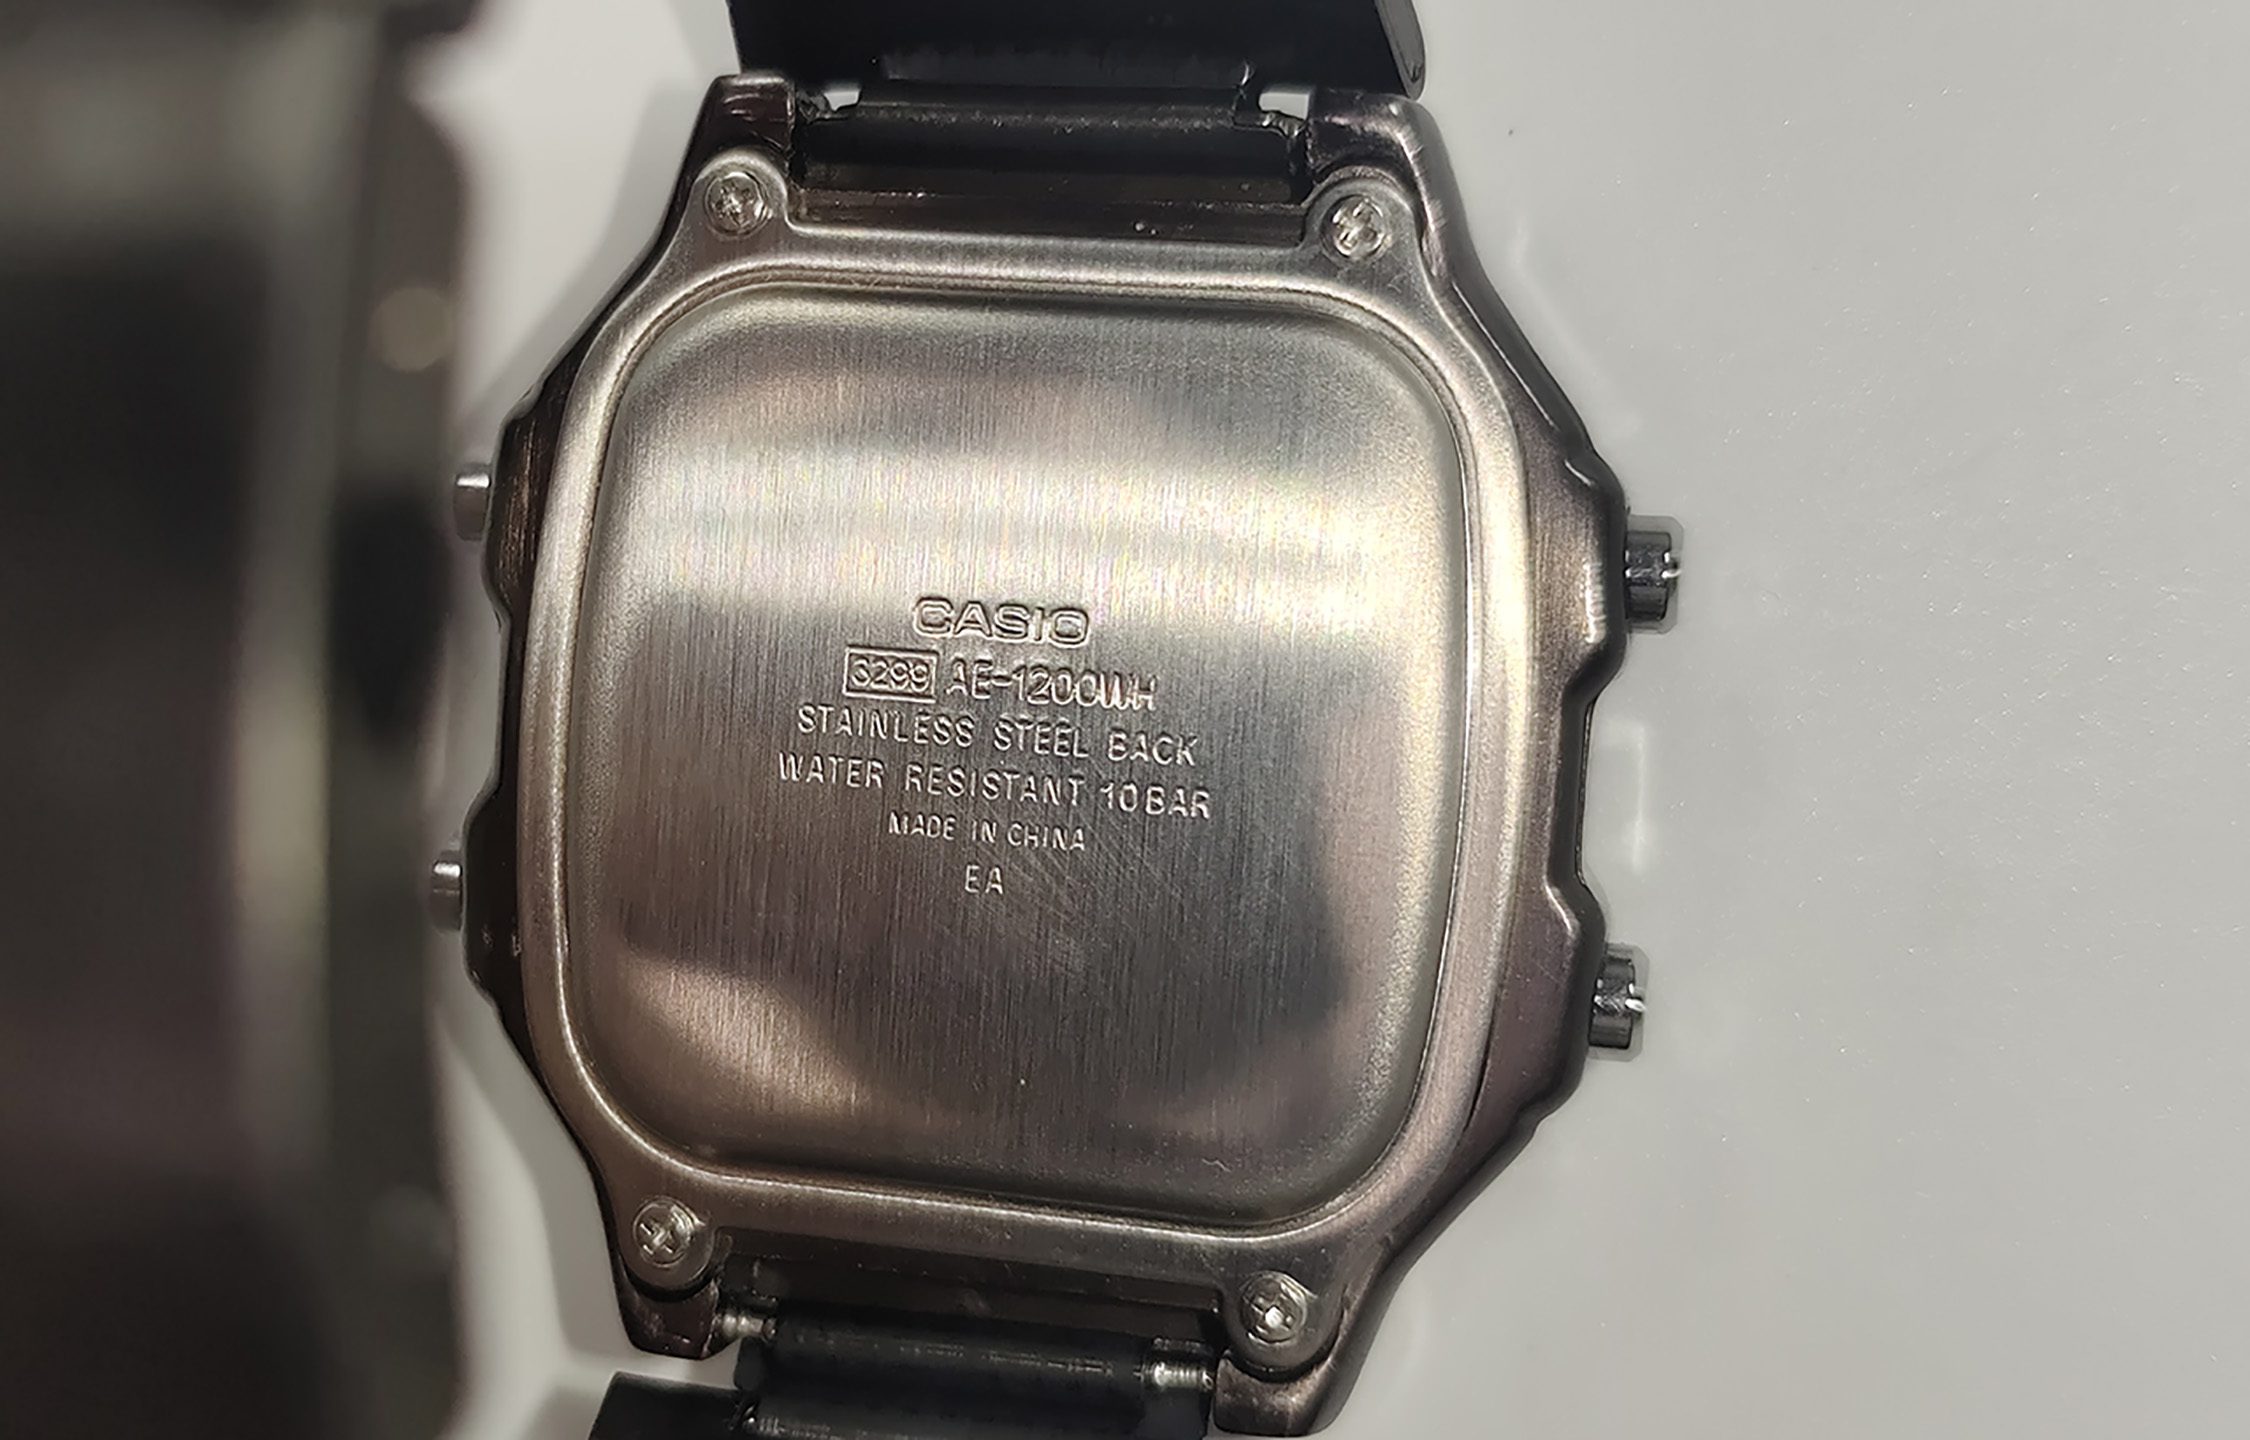 CASIO
3299 AE-1200WH
STAINLESS STEEL BACK
WATER RESISTANT 10BAR
MADE IN CHINA
EA